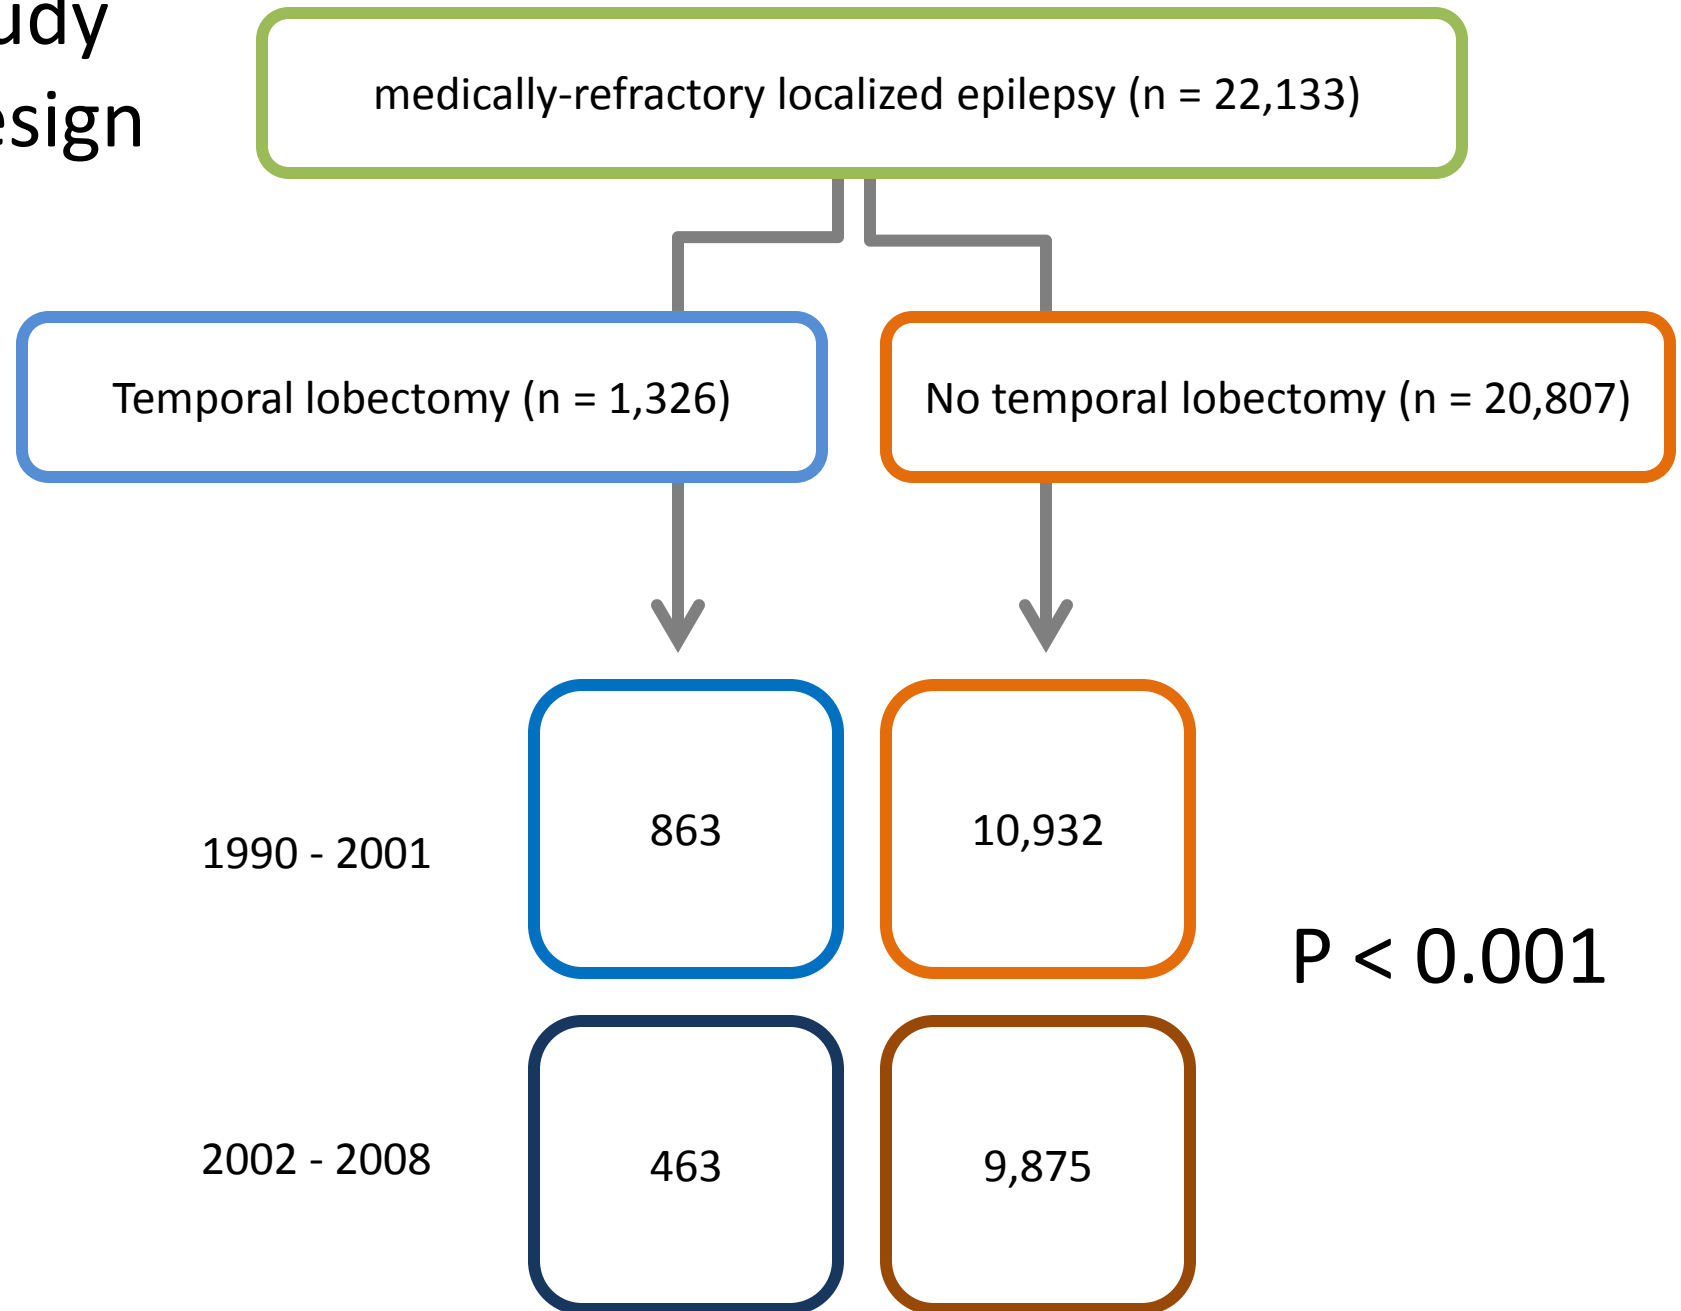 udy
esign
medically-refractory localized epilepsy (n = 22,133)
Temporal lobectomy (n = 1,326)
No temporal lobectomy (n = 20,807)
1990 - 2001
863
10,932
P < 0.001
2002 - 2008
463
9,875